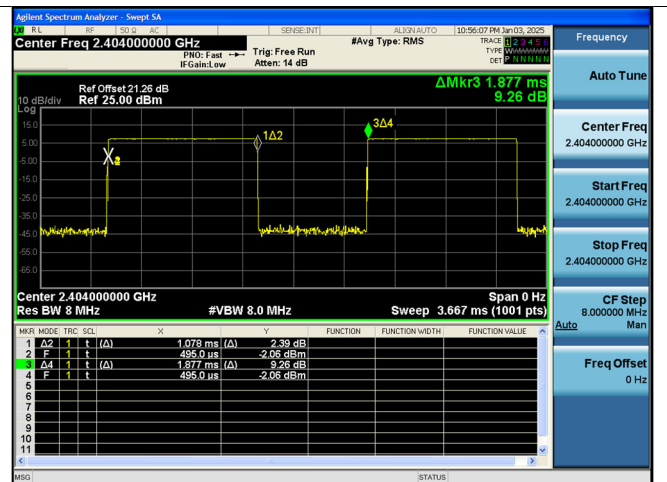 Agilent Spectrum Analyzer - Swept SA
RL RF 50 Ω AC SENSE:INT ALIGN AUTO 10:56:07 PM Jan 03, 2025
Center Freq 2.404000000 GHz #Avg Type: RMS TRACE 1 2 3 4 5 6
PNO: Fast Trig: Free Run TYPE
IFGain:Low Atten: 14 dB DET P N N N N N
ΔMkr3 1.877 ms
Ref Offset 21.26 dB
10 dB/div Ref 25.00 dBm 9.26 dB
Log
15.0
5.00
-5.00
-15.0
-25.0
-35.0
-45.0
-55.0
-65.0
1Δ2
3Δ4
Center 2.404000000 GHz Span 0 Hz
Res BW 8 MHz #VBW 8.0 MHz Sweep 3.667 ms (1001 pts)
MKR MODE TRC SCL X Y FUNCTION FUNCTION WIDTH FUNCTION VALUE
1 Δ2 1 t (Δ) 1.078 ms (Δ) 2.39 dB
2 F 1 t 495.0 µs -2.06 dBm
3 Δ4 1 t (Δ) 1.877 ms (Δ) 9.26 dB
4 F 1 t 495.0 µs -2.06 dBm
5
6
7
8
9
10
11
MSG STATUS
Frequency
Auto Tune
Center Freq
2.404000000 GHz
Start Freq
2.404000000 GHz
Stop Freq
2.404000000 GHz
CF Step
8.000000 MHz
Auto Man
Freq Offset
0 Hz